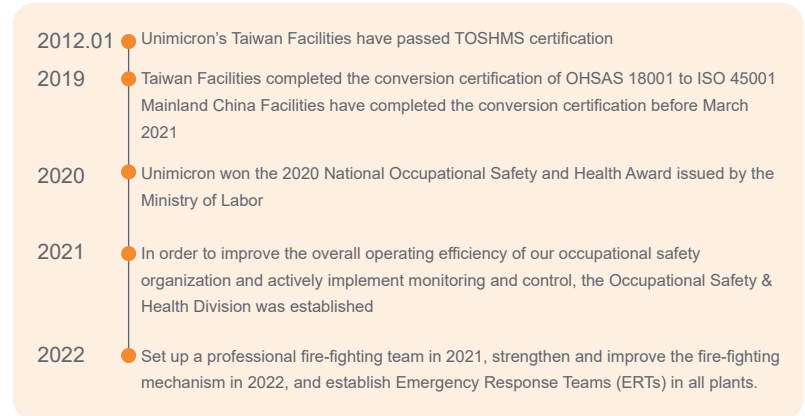 2012.01 Unimicron's Taiwan Facilities have passed TOSHMS certification
2019 Taiwan Facilities completed the conversion certification of OHSAS 18001 to ISO 45001
Mainland China Facilities have completed the conversion certification before March
2021
2020 Unimicron won the 2020 National Occupational Safety and Health Award issued by the
Ministry of Labor
2021 In order to improve the overall operating efficiency of our occupational safety
organization and actively implement monitoring and control, the Occupational Safety &
Health Division was established
2022 Set up a professional fire-fighting team in 2021, strengthen and improve the fire-fighting
mechanism in 2022, and establish Emergency Response Teams (ERTs) in all plants.